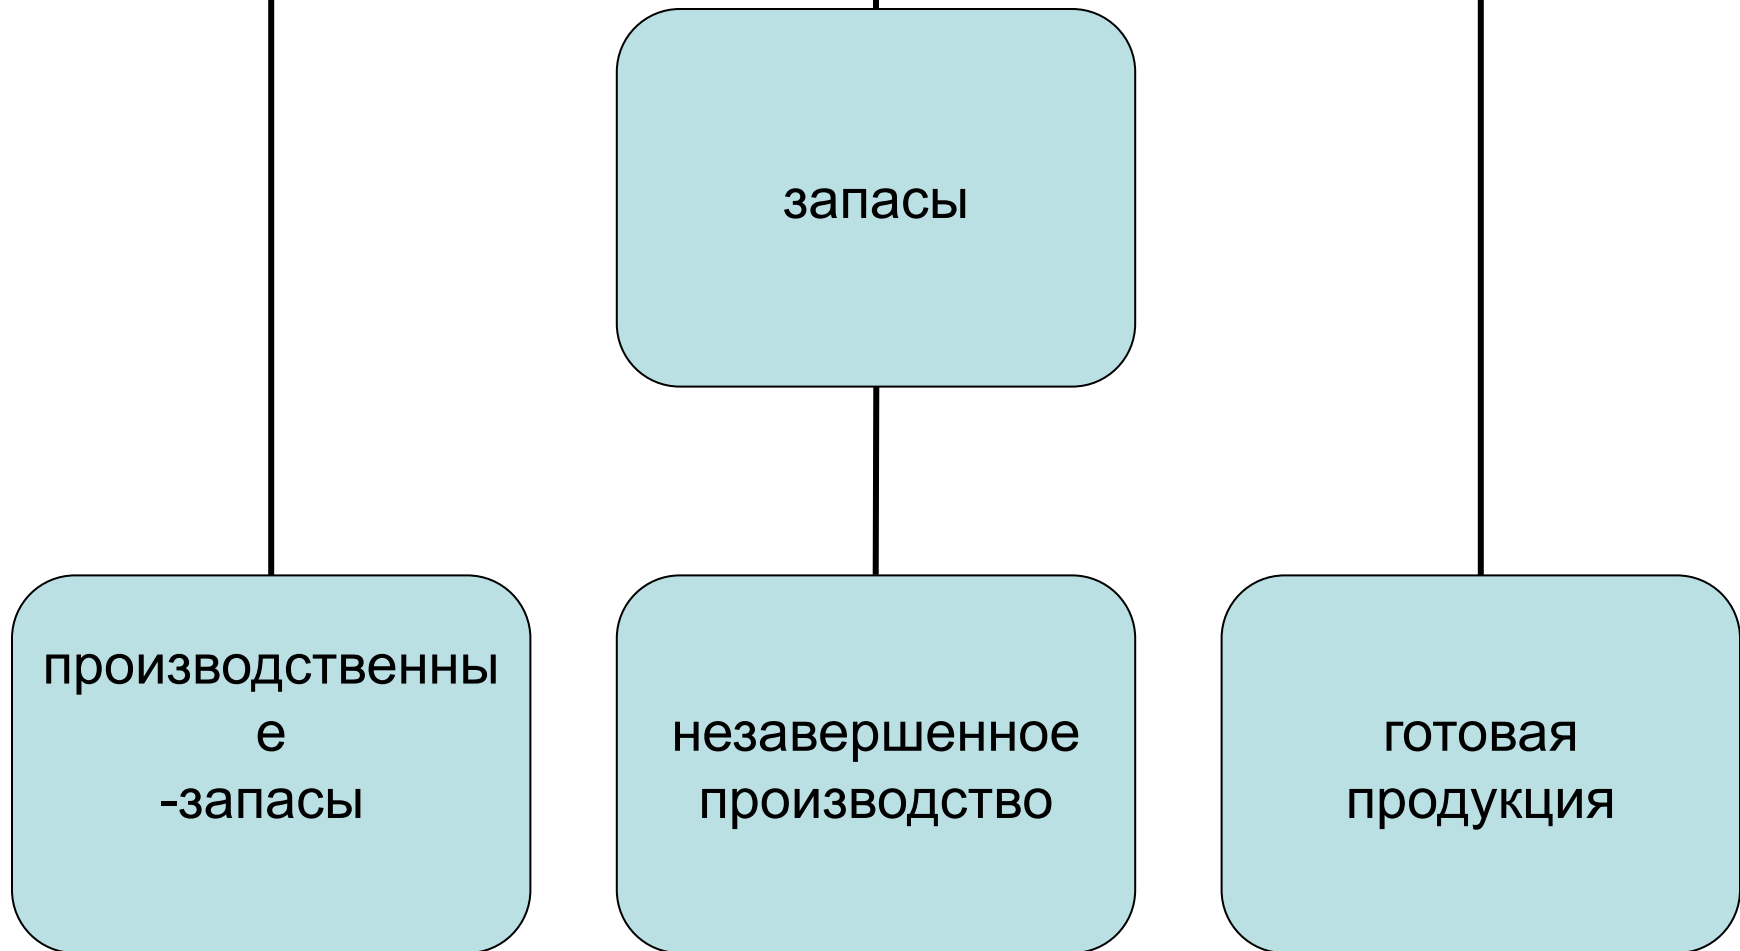 запасы
производственны
е
-запасы
незавершенное
производство
готовая
продукция